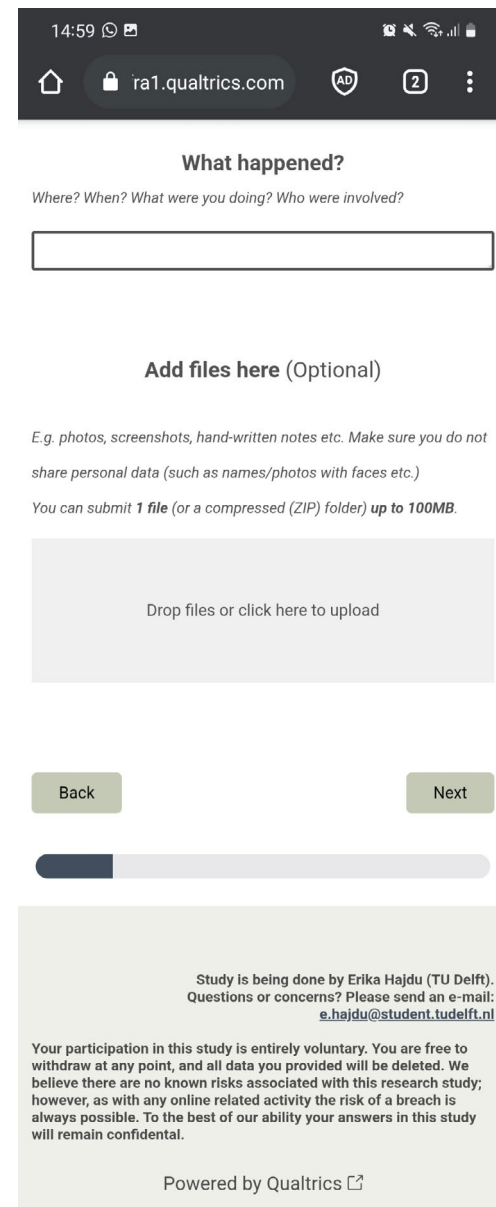 14:59
ra1.qualtrics.com
AD
2
What happened?
Where? When? What were you doing? Who were involved?
Add files here (Optional)
E.g. photos, screenshots, hand-written notes etc. Make sure you do not
share personal data (such as names/photos with faces etc.)
You can submit 1 file (or a compressed (ZIP) folder) up to 100MB.
Drop files or click here to upload
Back
Next
Study is being done by Erika Hajdu (TU Delft).
Questions or concerns? Please send an e-mail:
e.hajdu@student.tudelft.nl
Your participation in this study is entirely voluntary. You are free to
withdraw at any point, and all data you provided will be deleted. We
believe there are no known risks associated with this research study;
however, as with any online related activity the risk of a breach is
always possible. To the best of our ability your answers in this study
will remain confidental.
Powered by Qualtrics